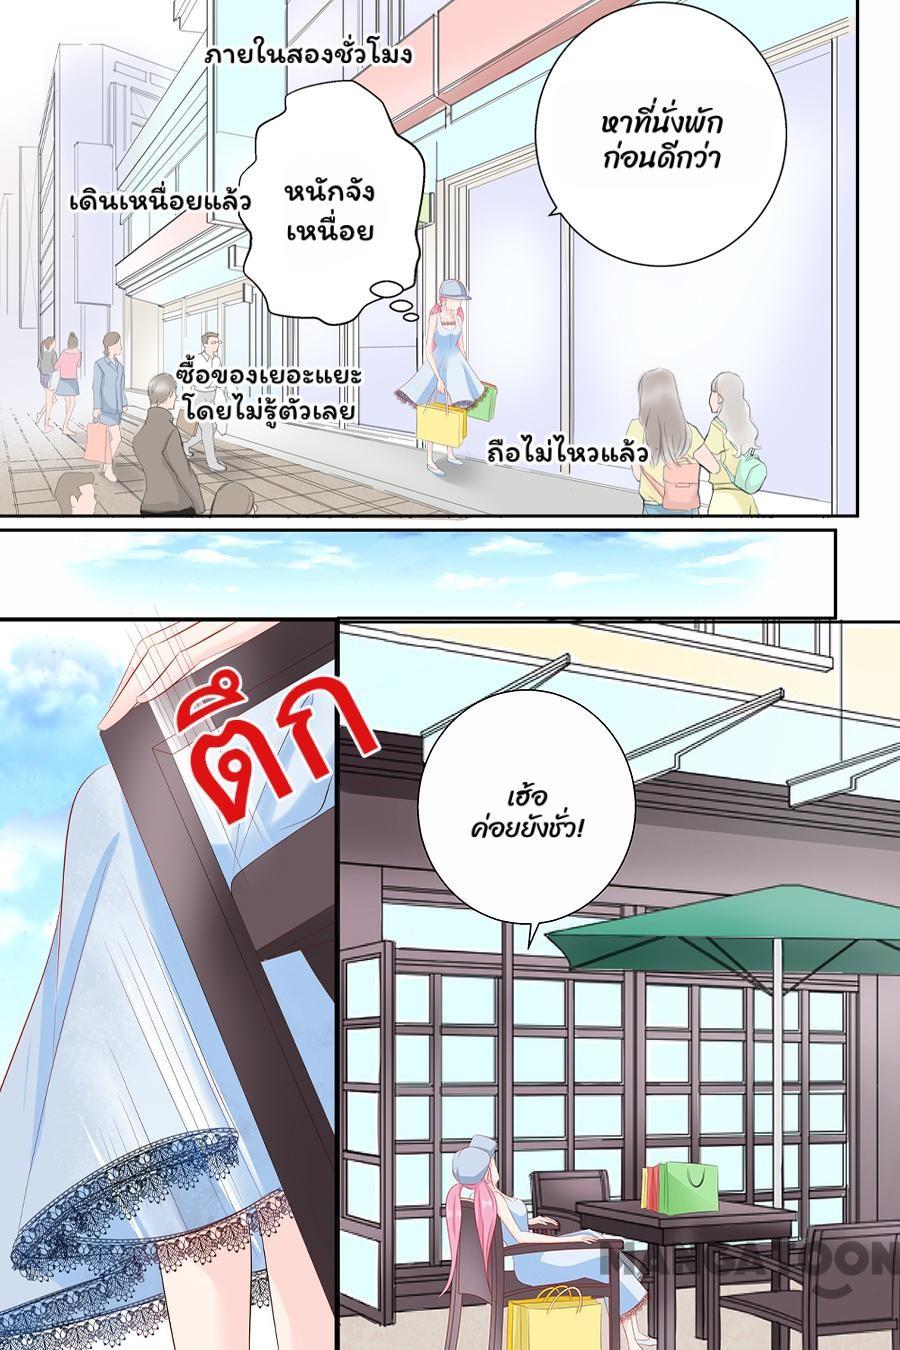 ภายในสองชั่วโมง
หาที่นั่งพัก
ก่อนดีกว่า
เดินเหนื่อยแล้ว
หนักจัง
เหนื่อย
ซื้อของเยอะแยะ
โดยไม่รู้ตัวเลย
ถือไม่ไหวแล้ว
ตึก
เฮ้อ
ค่อยยังชั่ว!
MANGATOON